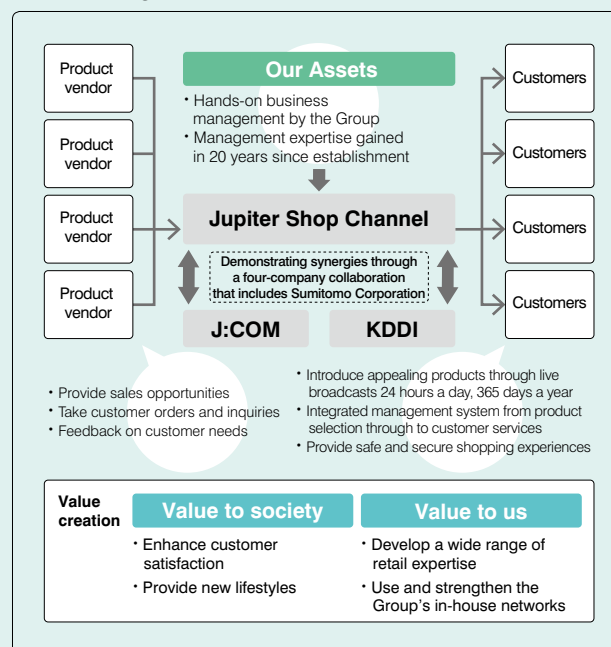 Product
vendor
Product
vendor
Product
vendor
Product
vendor
Our Assets
・Hands-on business
management by the Group
・Management expertise gained
in 20 years since establishment
Jupiter Shop Channel
Demonstrating synergies through
a four-company collaboration
that includes Sumitomo Corporation
J:COM
KDDI
Customers
Customers
Customers
Customers
・Provide sales opportunities
・Take customer orders and inquiries
・Feedback on customer needs
・Introduce appealing products through live
broadcasts 24 hours a day, 365 days a year
・Integrated management system from product
selection through to customer services
・Provide safe and secure shopping experiences
Value
creation
Value to society
・Enhance customer
satisfaction
・Provide new lifestyles
Value to us
・Develop a wide range of
retail expertise
・Use and strengthen the
Group's in-house networks